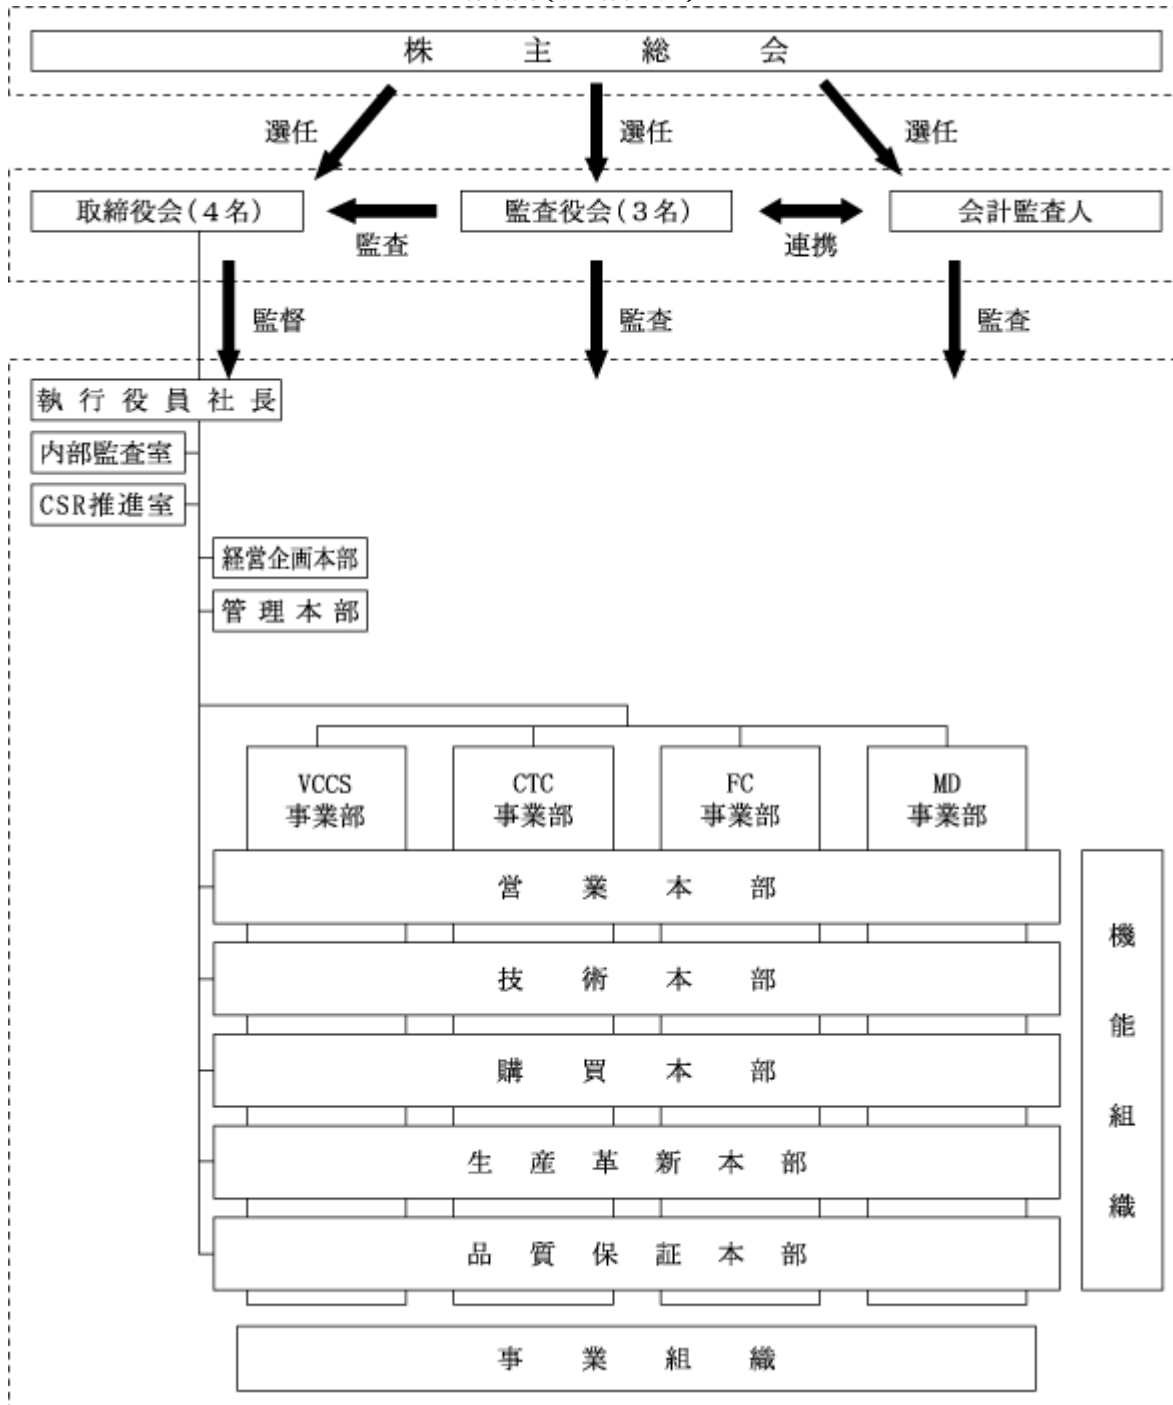 株主総会
選任 選任 選任
取締役会(4名) 監査役会(3名) 会計監査人
監査 連携
監督 監査 監査
執行役員社長
内部監査室
CSR推進室
経営企画本部
管理本部
VCCS
事業部
CTC
事業部
FC
事業部
MD
事業部
営業本部
技術本部
購買本部
生産革新本部
品質保証本部
機能組織
事業組織